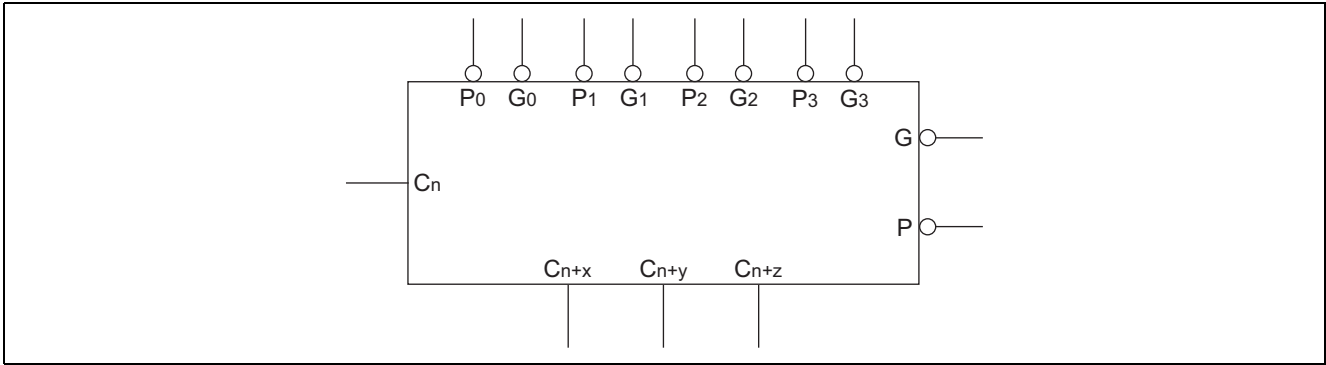 P0 G0 P1 G1 P2 G2 P3 G3
G
Cn
P
Cn+x Cn+y Cn+z